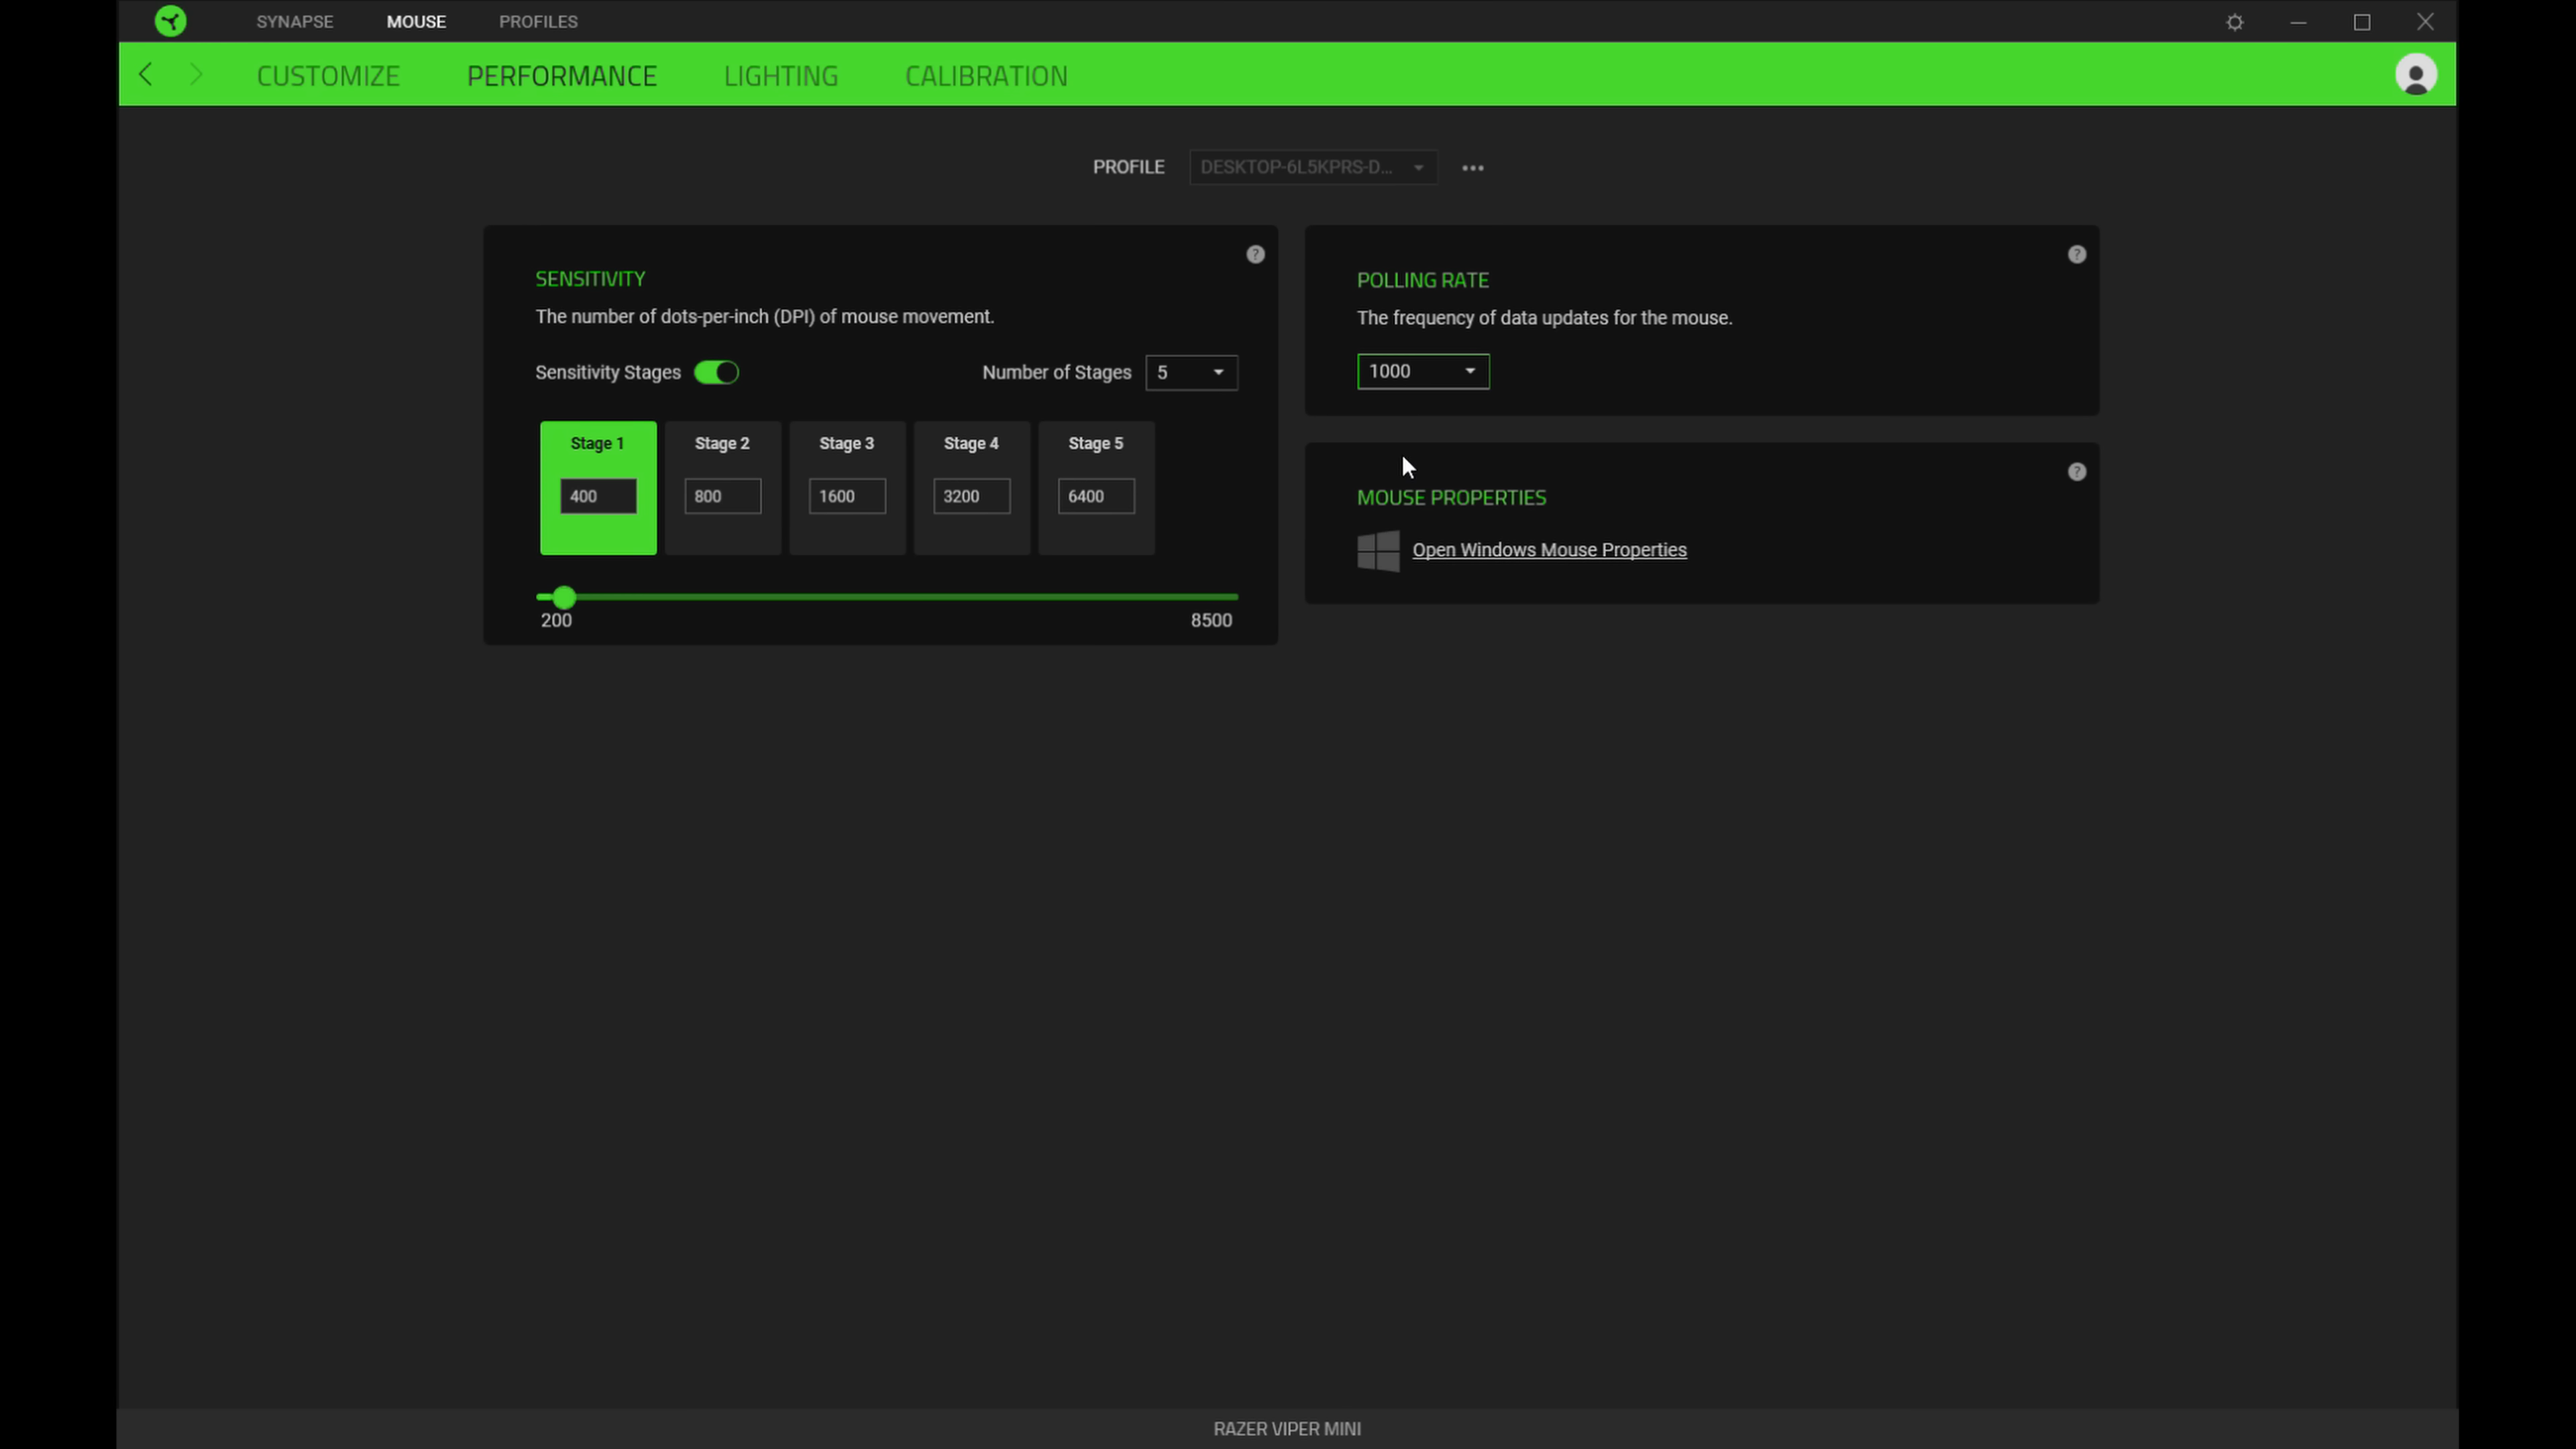 SYNAPSE MOUSE PROFILES
CUSTOMIZE PERFORMANCE LIGHTING CALIBRATION
PROFILE DESKTOP-6L5KPRS-D...
SENSITIVITY
The number of dots-per-inch (DPI) of mouse movement.
Sensitivity Stages Number of Stages 5
Stage 1 Stage 2 Stage 3 Stage 4 Stage 5
400 800 1600 3200 6400
200 8500
POLLING RATE
The frequency of data updates for the mouse.
1000
MOUSE PROPERTIES
Open Windows Mouse Properties
RAZER VIPER MINI